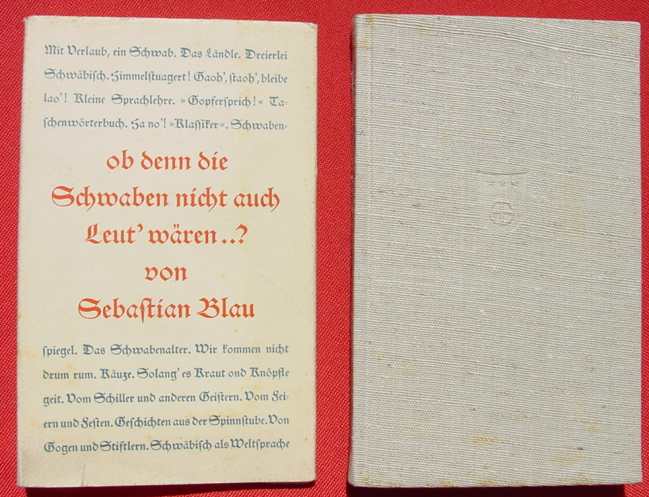 Mit Verlaub, ein Schwab. Das Ländle. Dreierlei
Schwäbisch. Himmelstuagert! Gaoh', staoh', bleibe
lao'! Kleine Sprachlehre. »Gopfersprich!« Ta-
schenwörterbuch. Ha no'! »Klassiker«. Schwaben-
ob denn die
Schwaben nicht auch
Leut' wären..?
von
Sebastian Blau
spiegel. Das Schwabenalter. Wir kommen nicht
drum rum. Käuze. Solang' es Kraut ond Knöpfle
geit. Vom Schiller und anderen Geistern. Vom Fei-
ern und Festen. Geschichten aus der Spinnstube. Von
Gogen und Stiftlern. Schwäbisch als Weltsprache